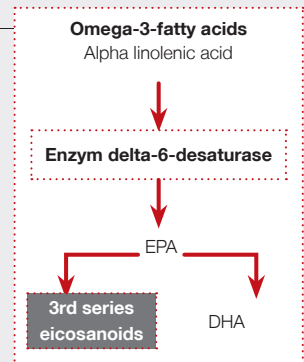 Omega-3-fatty acids
Alpha linolenic acid
Enzym delta-6-desaturase
EPA
3rd series
eicosanoids
DHA